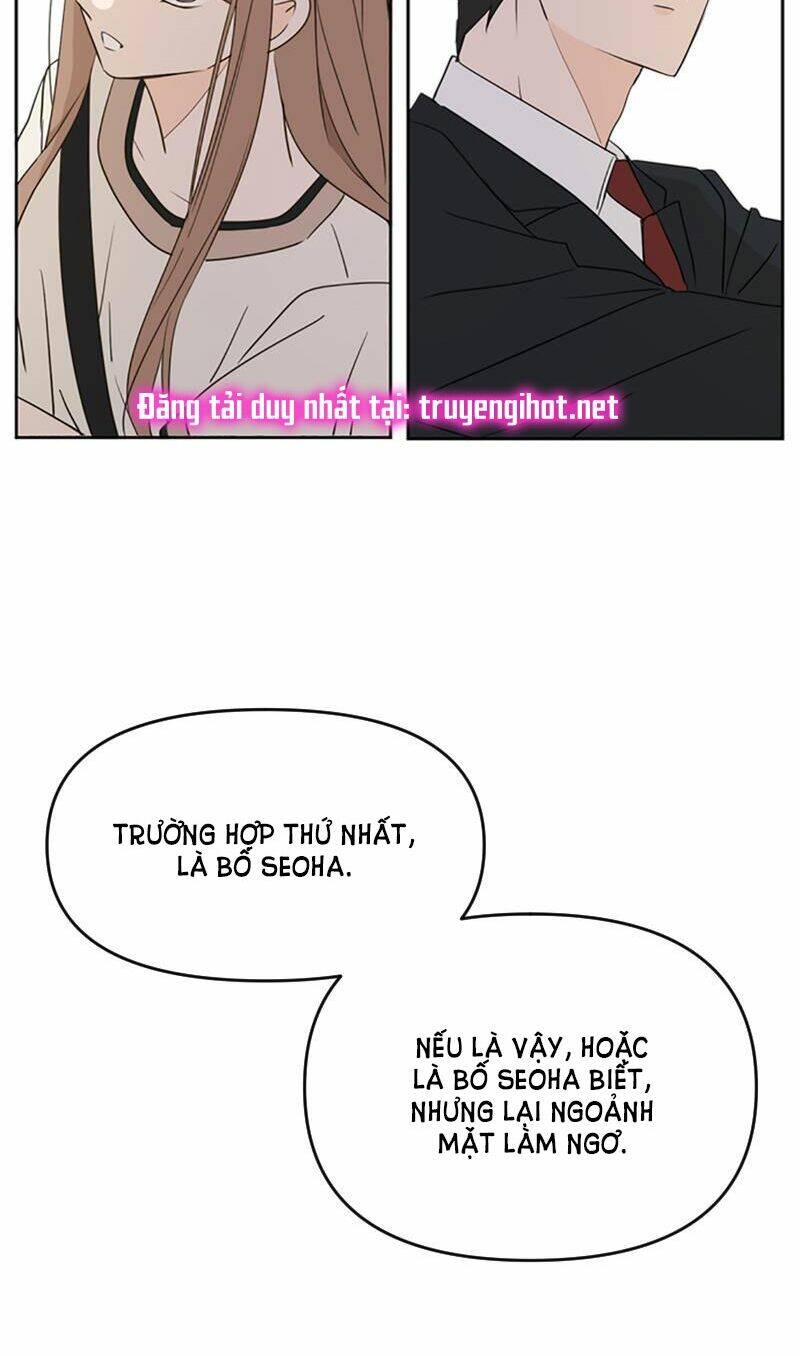 Đăng tải duy nhất tại: truyengihot.net
TRƯỜNG HỢP THỨ NHẤT,
LÀ BỐ SEOHA.
NẾU LÀ VẬY, HOẶC
LÀ BỐ SEOHA BIẾT,
NHƯNG LẠI NGOẢNH
MẶT LÀM NGƠ.